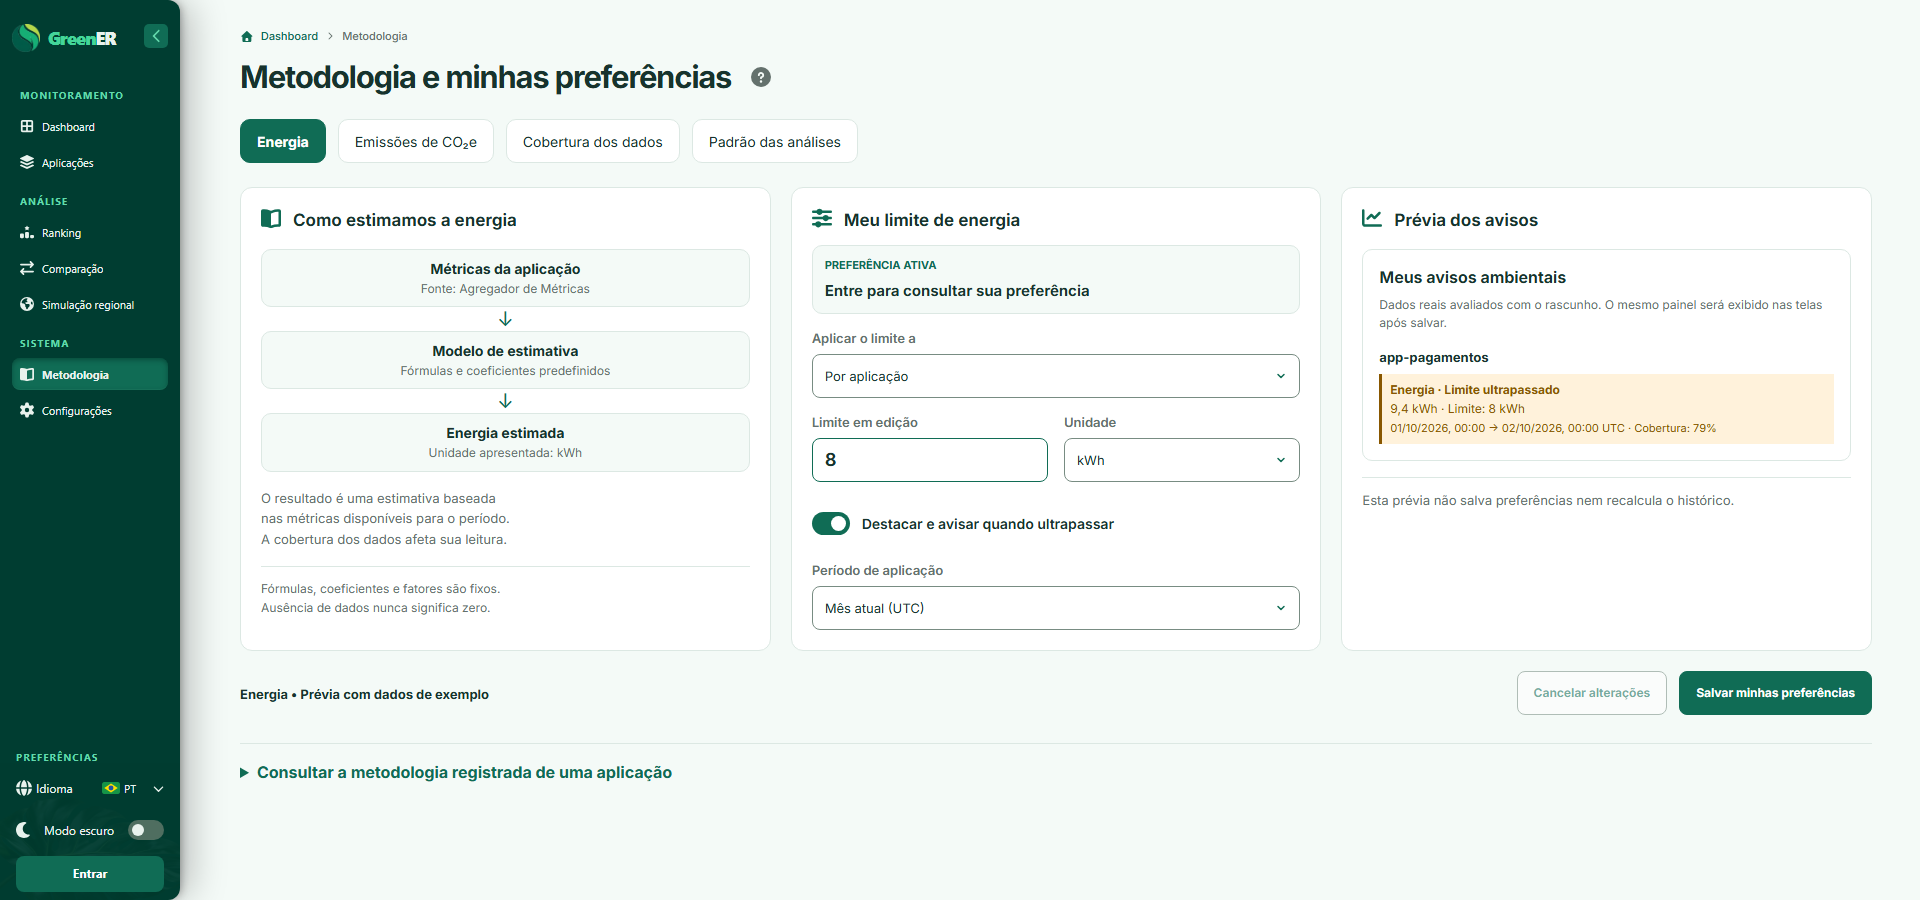 GreenER
MONITORAMENTO
Dashboard
Aplicações
ANÁLISE
Ranking
Comparação
Simulação regional
SISTEMA
Metodologia
Configurações
PREFERÊNCIAS
Idioma
PT
Modo escuro
Entrar
Dashboard > Metodologia
Metodologia e minhas preferências ?
Energia
Emissões de CO₂e
Cobertura dos dados
Padrão das análises
Como estimamos a energia
Métricas da aplicação
Fonte: Agregador de Métricas
↓
Modelo de estimativa
Fórmulas e coeficientes predefinidos
↓
Energia estimada
Unidade apresentada: kWh
O resultado é uma estimativa baseada
nas métricas disponíveis para o período.
A cobertura dos dados afeta sua leitura.
Fórmulas, coeficientes e fatores são fixos.
Ausência de dados nunca significa zero.
Meu limite de energia
PREFERÊNCIA ATIVA
Entre para consultar sua preferência
Aplicar o limite a
Por aplicação
Limite em edição
8
Unidade
kWh
Destacar e avisar quando ultrapassar
Período de aplicação
Mês atual (UTC)
Prévia dos avisos
Meus avisos ambientais
Dados reais avaliados com o rascunho. O mesmo painel será exibido nas telas
após salvar.
app-pagamentos
Energia · Limite ultrapassado
9,4 kWh · Limite: 8 kWh
01/10/2026, 00:00 → 02/10/2026, 00:00 UTC · Cobertura: 79%
Esta prévia não salva preferências nem recalcula o histórico.
Energia • Prévia com dados de exemplo
Cancelar alterações
Salvar minhas preferências
Consultar a metodologia registrada de uma aplicação